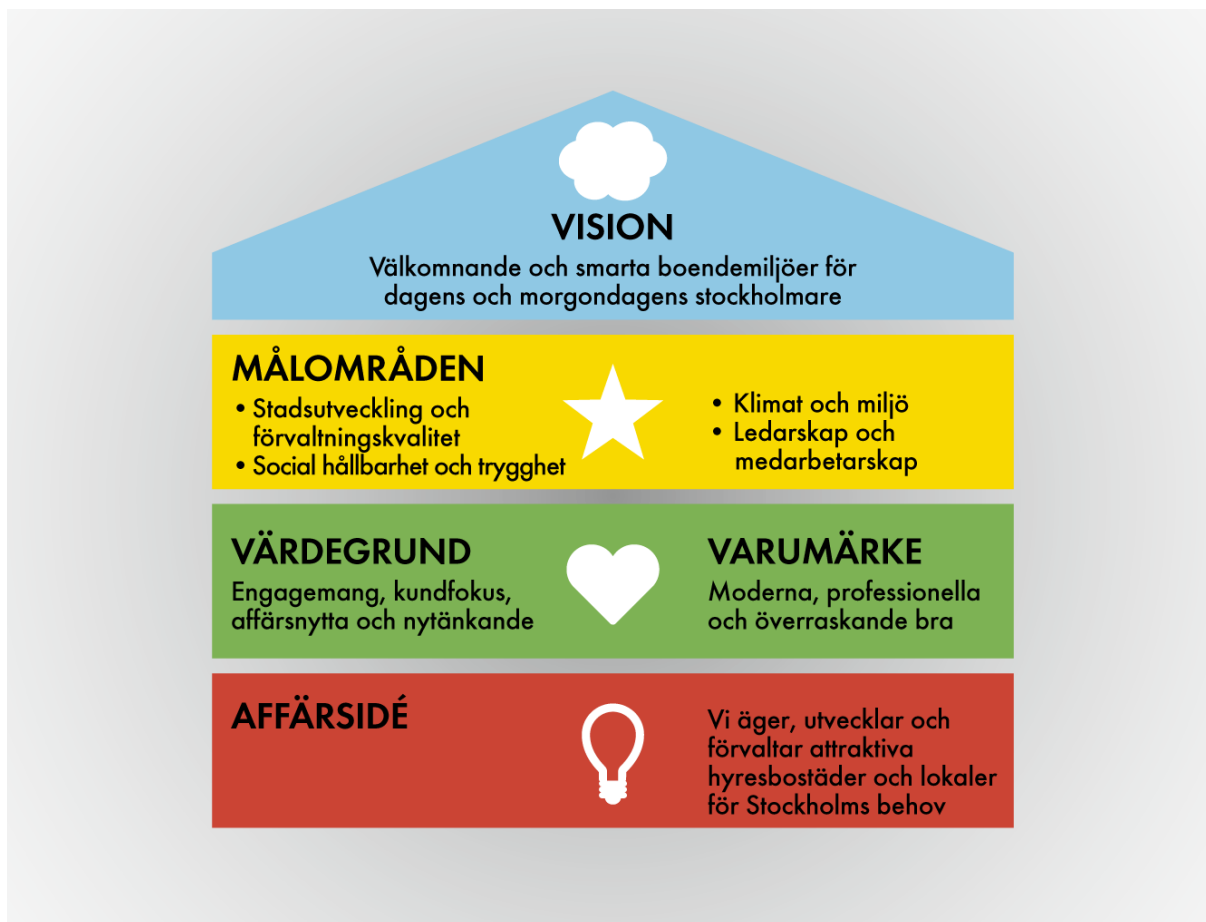 VISION
Välkomnande och smarta boendemiljöer för
dagens och morgondagens stockholmare
MÅLOMRÅDEN
• Stadsutveckling och
förvaltningskvalitet
• Social hållbarhet och trygghet
• Klimat och miljö
• Ledarskap och
medarbetarskap
VÄRDEGRUND
Engagemang, kundfokus,
affärsnytta och nytänkande
VARUMÄRKE
Moderna, professionella
och överraskande bra
AFFÄRSIDÉ
Vi äger, utvecklar och
förvaltar attraktiva
hyresbostäder och lokaler
för Stockholms behov